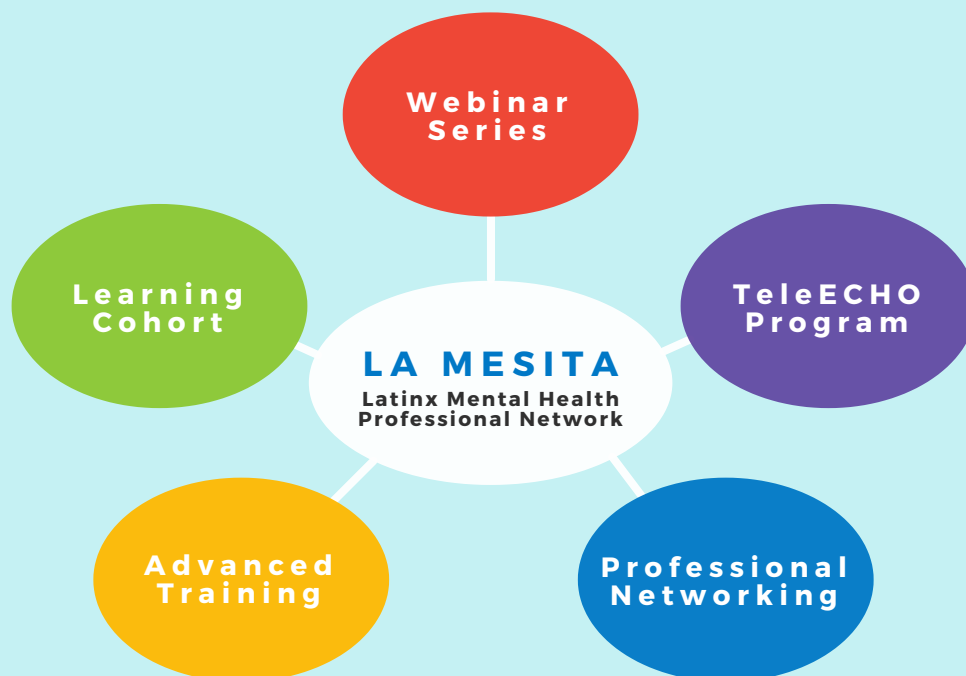 Webinar
Series
Learning
Cohort
TeleECHO
Program
LA MESITA
Latinx Mental Health
Professional Network
Advanced
Training
Professional
Networking